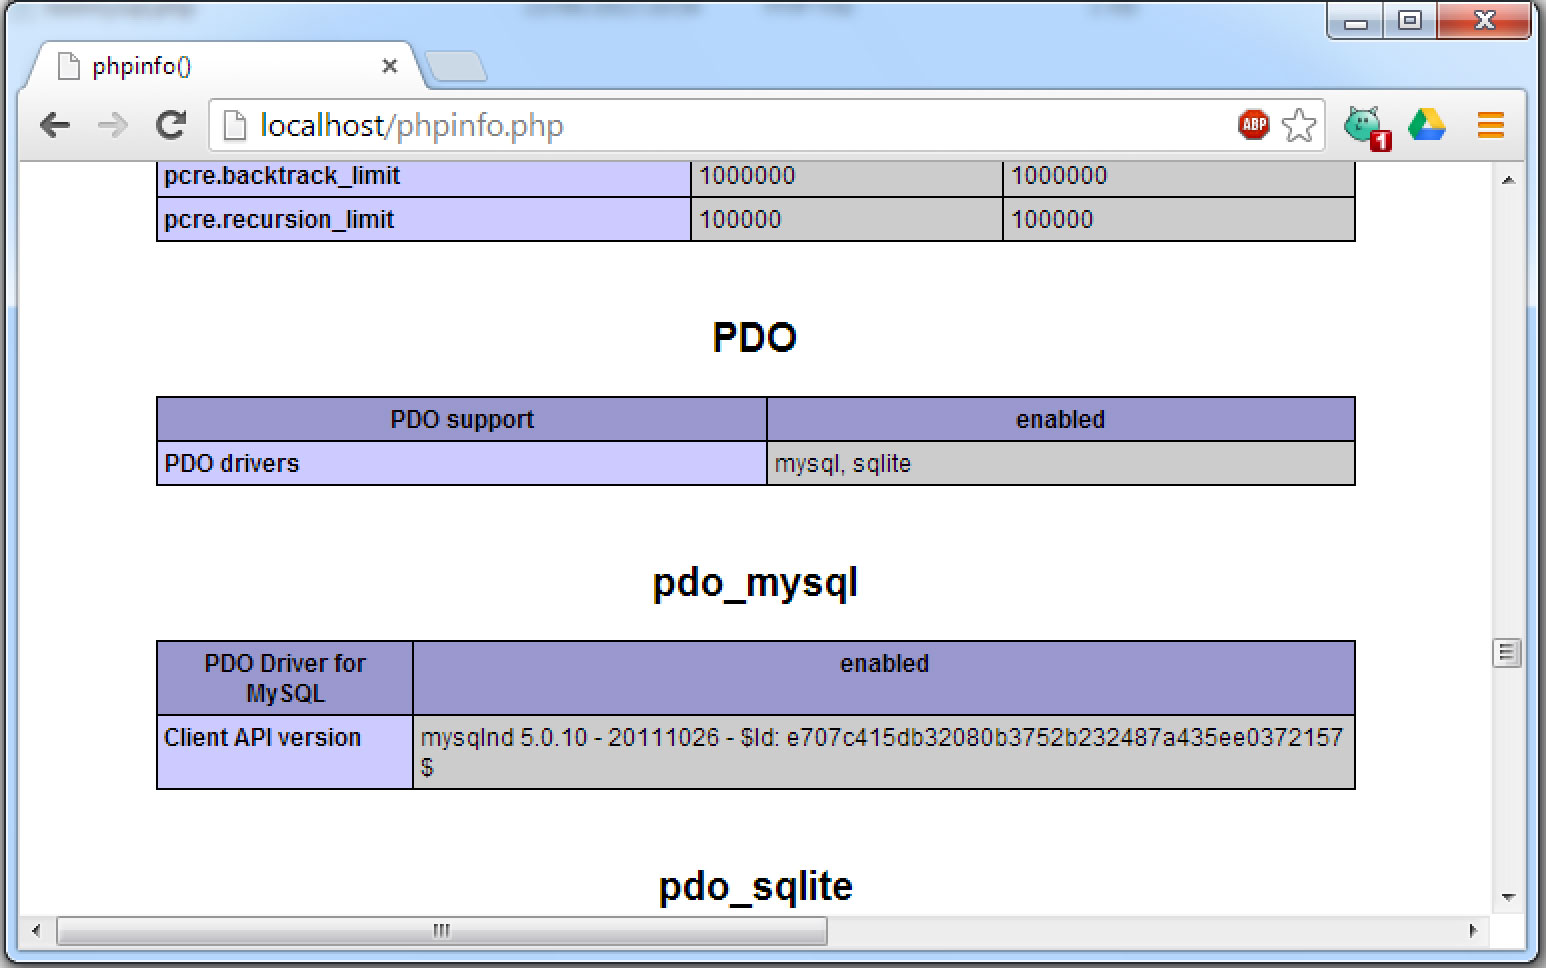 phpinfo()
localhost/phpinfo.php
ABP
1
pcre.backtrack_limit 1000000 1000000
pcre.recursion_limit 100000 100000
PDO
PDO support enabled
PDO drivers mysql, sqlite
pdo_mysql
PDO Driver for MySQL enabled
Client API version mysqlnd 5.0.10 - 20111026 - $Id: e707c415db32080b3752b232487a435ee0372157
$
pdo_sqlite